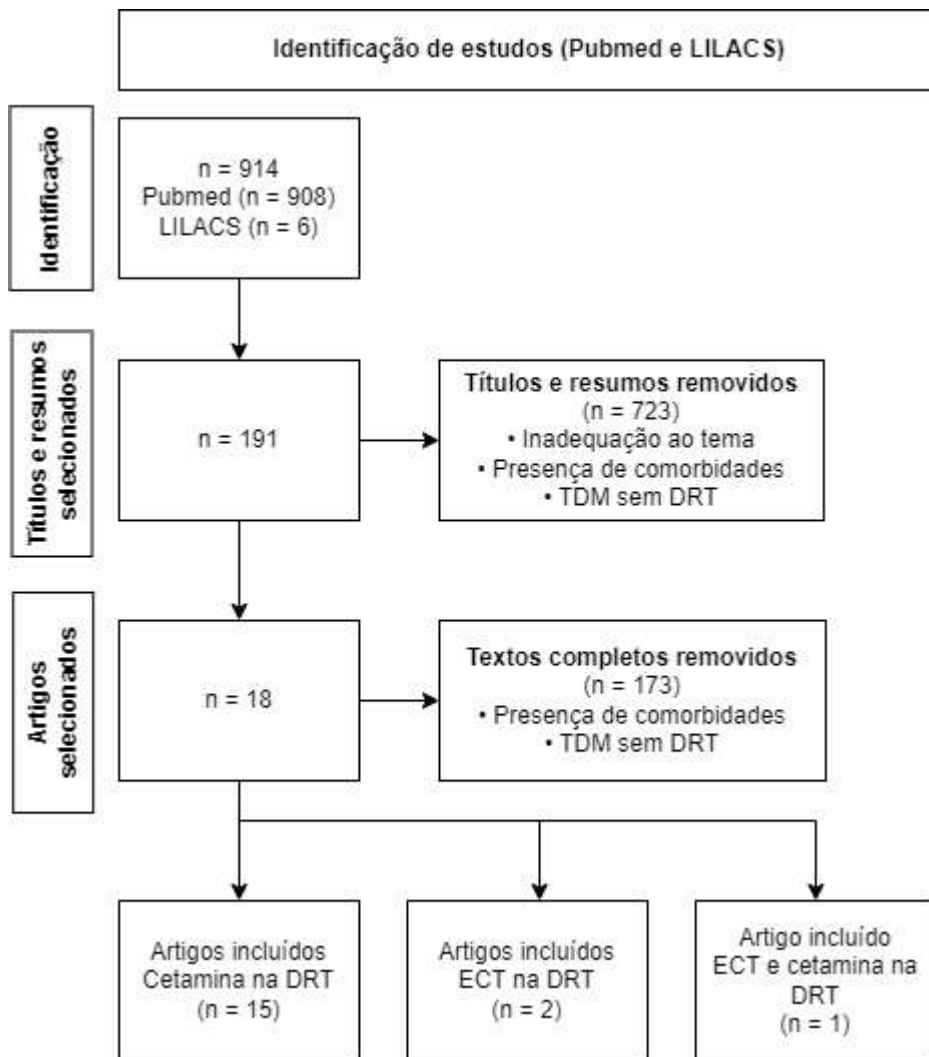 Identificação de estudos (Pubmed e LILACS)
Identificação
n = 914
Pubmed (n = 908)
LILACS (n = 6)
Títulos e resumos
selecionados
n = 191
Títulos e resumos removidos
(n = 723)
• Inadequação ao tema
• Presença de comorbidades
• TDM sem DRT
Artigos
selecionados
n = 18
Textos completos removidos
(n = 173)
• Presença de comorbidades
• TDM sem DRT
Artigos incluídos
Cetamina na DRT
(n = 15)
Artigos incluídos
ECT na DRT
(n = 2)
Artigo incluído
ECT e cetamina na
DRT
(n = 1)